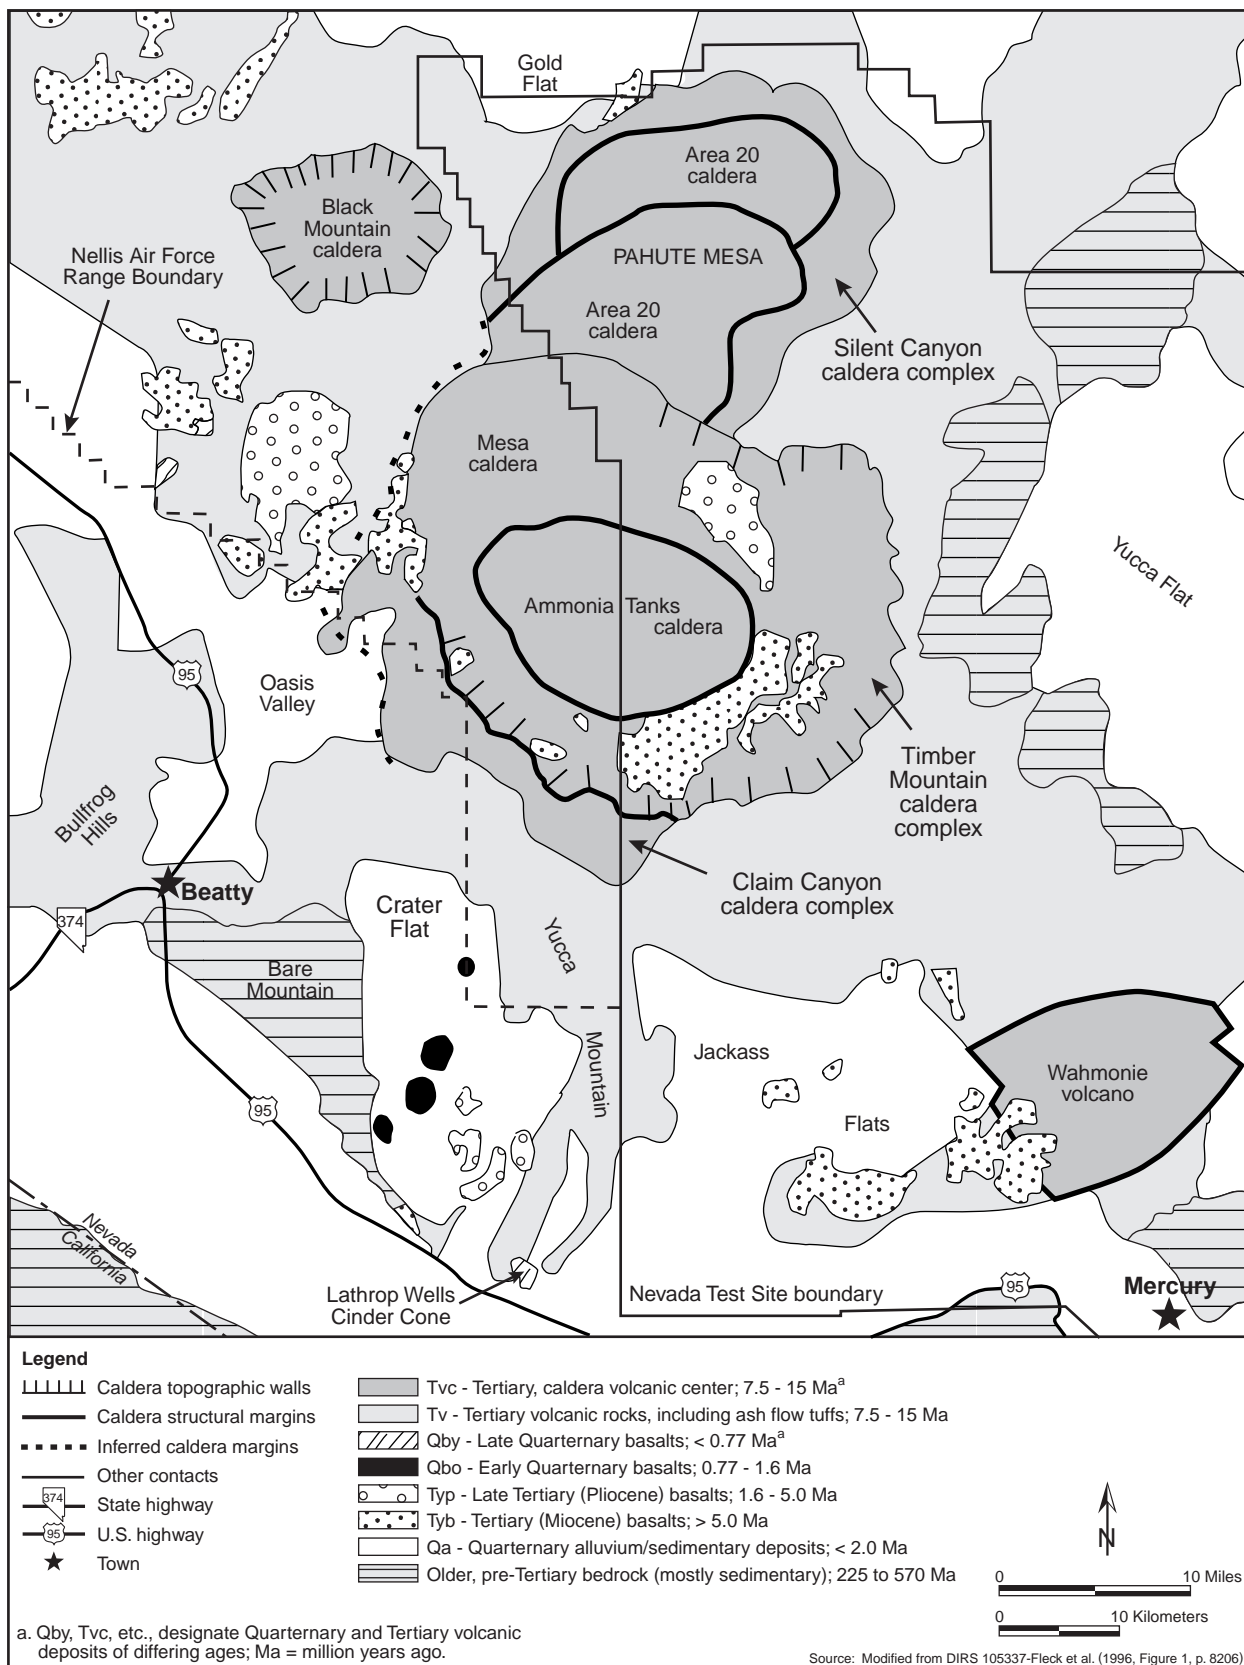 Gold
Flat
Area 20
caldera
Black
Mountain
caldera
Nellis Air Force
Range Boundary
PAHUTE MESA
Area 20
caldera
Silent Canyon
caldera complex
Mesa
caldera
Yucca Flat
Ammonia Tanks
caldera
95
Oasis
Valley
Timber
Mountain
caldera
complex
Bullfrog
Hills
Beatty
Claim Canyon
caldera complex
374
Crater
Flat
Yucca
Mountain
Bare
Mountain
Jackass
Flats
Wahmonie
volcano
95
Nevada
California
Lathrop Wells
Cinder Cone
Nevada Test Site boundary
95
Mercury
Legend
Caldera topographic walls
Caldera structural margins
Inferred caldera margins
Other contacts
374
State highway
95
U.S. highway
Town
Tvc - Tertiary, caldera volcanic center; 7.5 - 15 Maᵃ
Tv - Tertiary volcanic rocks, including ash flow tuffs; 7.5 - 15 Ma
Qby - Late Quarternary basalts; < 0.77 Maᵃ
Qbo - Early Quarternary basalts; 0.77 - 1.6 Ma
Typ - Late Tertiary (Pliocene) basalts; 1.6 - 5.0 Ma
Tyb - Tertiary (Miocene) basalts; > 5.0 Ma
Qa - Quarternary alluvium/sedimentary deposits; < 2.0 Ma
Older, pre-Tertiary bedrock (mostly sedimentary); 225 to 570 Ma
N
0 10 Miles
0 10 Kilometers
a. Qby, Tvc, etc., designate Quarternary and Tertiary volcanic
deposits of differing ages; Ma = million years ago.
Source: Modified from DIRS 105337-Fleck et al. (1996, Figure 1, p. 8206)